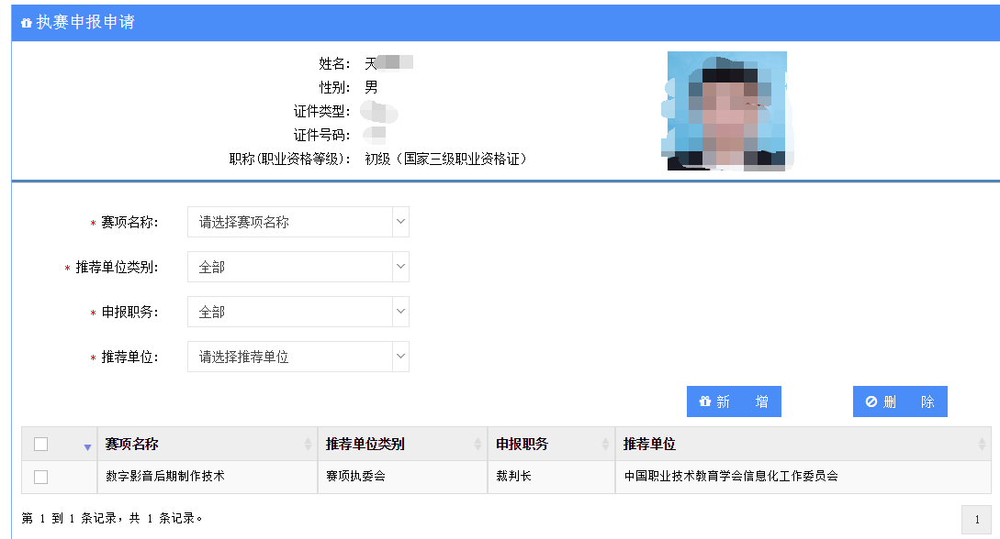 执赛申报申请
姓名： 天
性别： 男
证件类型：
证件号码：
职称(职业资格等级)： 初级（国家三级职业资格证）
* 赛项名称： 请选择赛项名称
* 推荐单位类别： 全部
* 申报职务： 全部
* 推荐单位： 请选择推荐单位
新 增 删 除
赛项名称 推荐单位类别 申报职务 推荐单位
数字影音后期制作技术 赛项执委会 裁判长 中国职业技术教育学会信息化工作委员会
第 1 到 1 条记录，共 1 条记录。 1